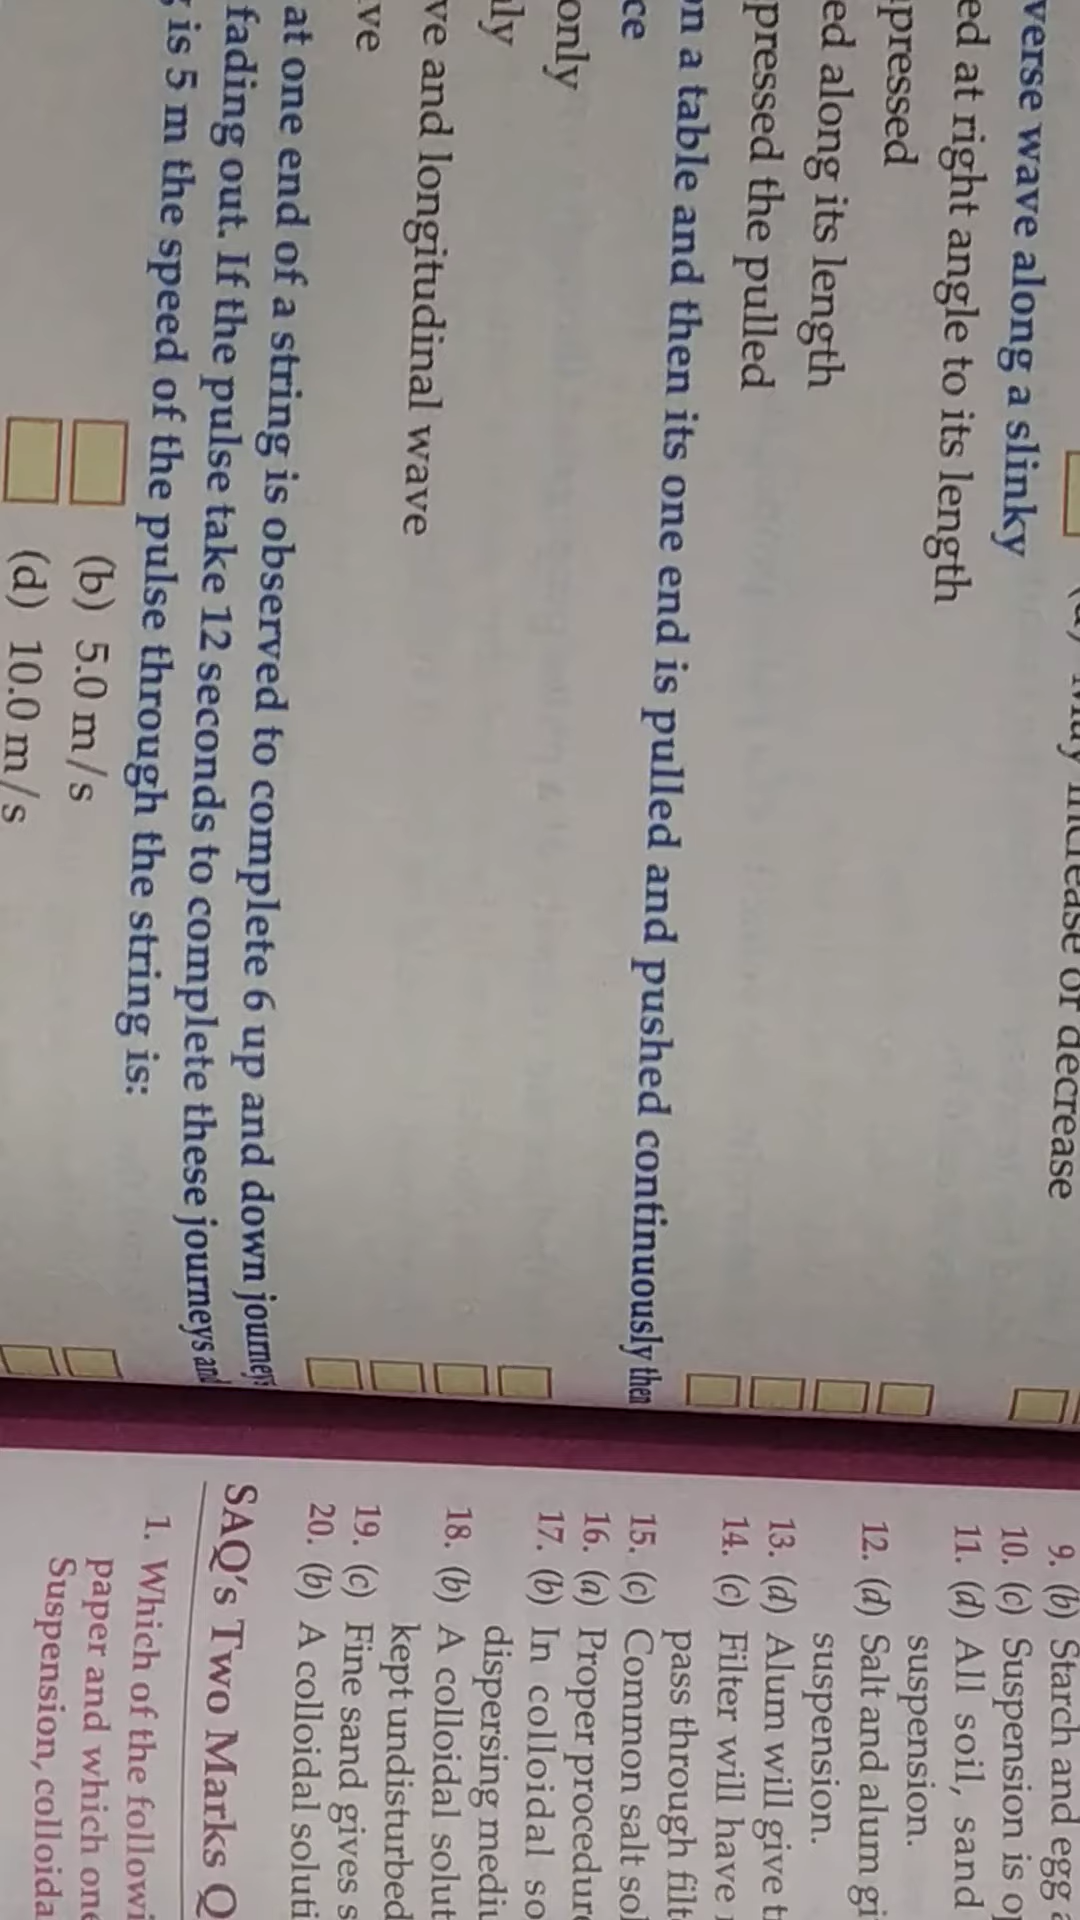 increase or decrease
verse wave along a slinky
ed at right angle to its length
pressed
ed along its length
pressed the pulled
n a table and then its one end is pulled and pushed continuously then
ce
only
ly
ve and longitudinal wave
ve
at one end of a string is observed to complete 6 up and down journeys
fading out. If the pulse take 12 seconds to complete these journeys and
is 5 m the speed of the pulse through the string is:
(b) 5.0 m/s
(d) 10.0 m/s
9. (b) Starch and egg
10. (c) Suspension is
11. (d) All soil, sand
suspension.
12. (d) Salt and alum gi
suspension.
13. (d) Alum will give
14. (c) Filter will have
pass through filt
15. (c) Common salt sol
16. (a) Proper procedur
17. (b) In colloidal so
dispersing mediu
18. (b) A colloidal solut
kept undisturbed
19. (c) Fine sand gives s
20. (b) A colloidal soluti
SAQ's Two Marks Q
1. Which of the followi
paper and which one
Suspension, colloida